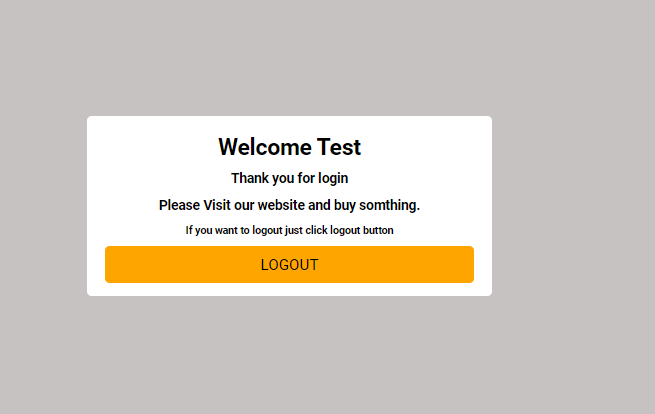 Welcome Test
Thank you for login
Please Visit our website and buy somthing.
If you want to logout just click logout button
LOGOUT